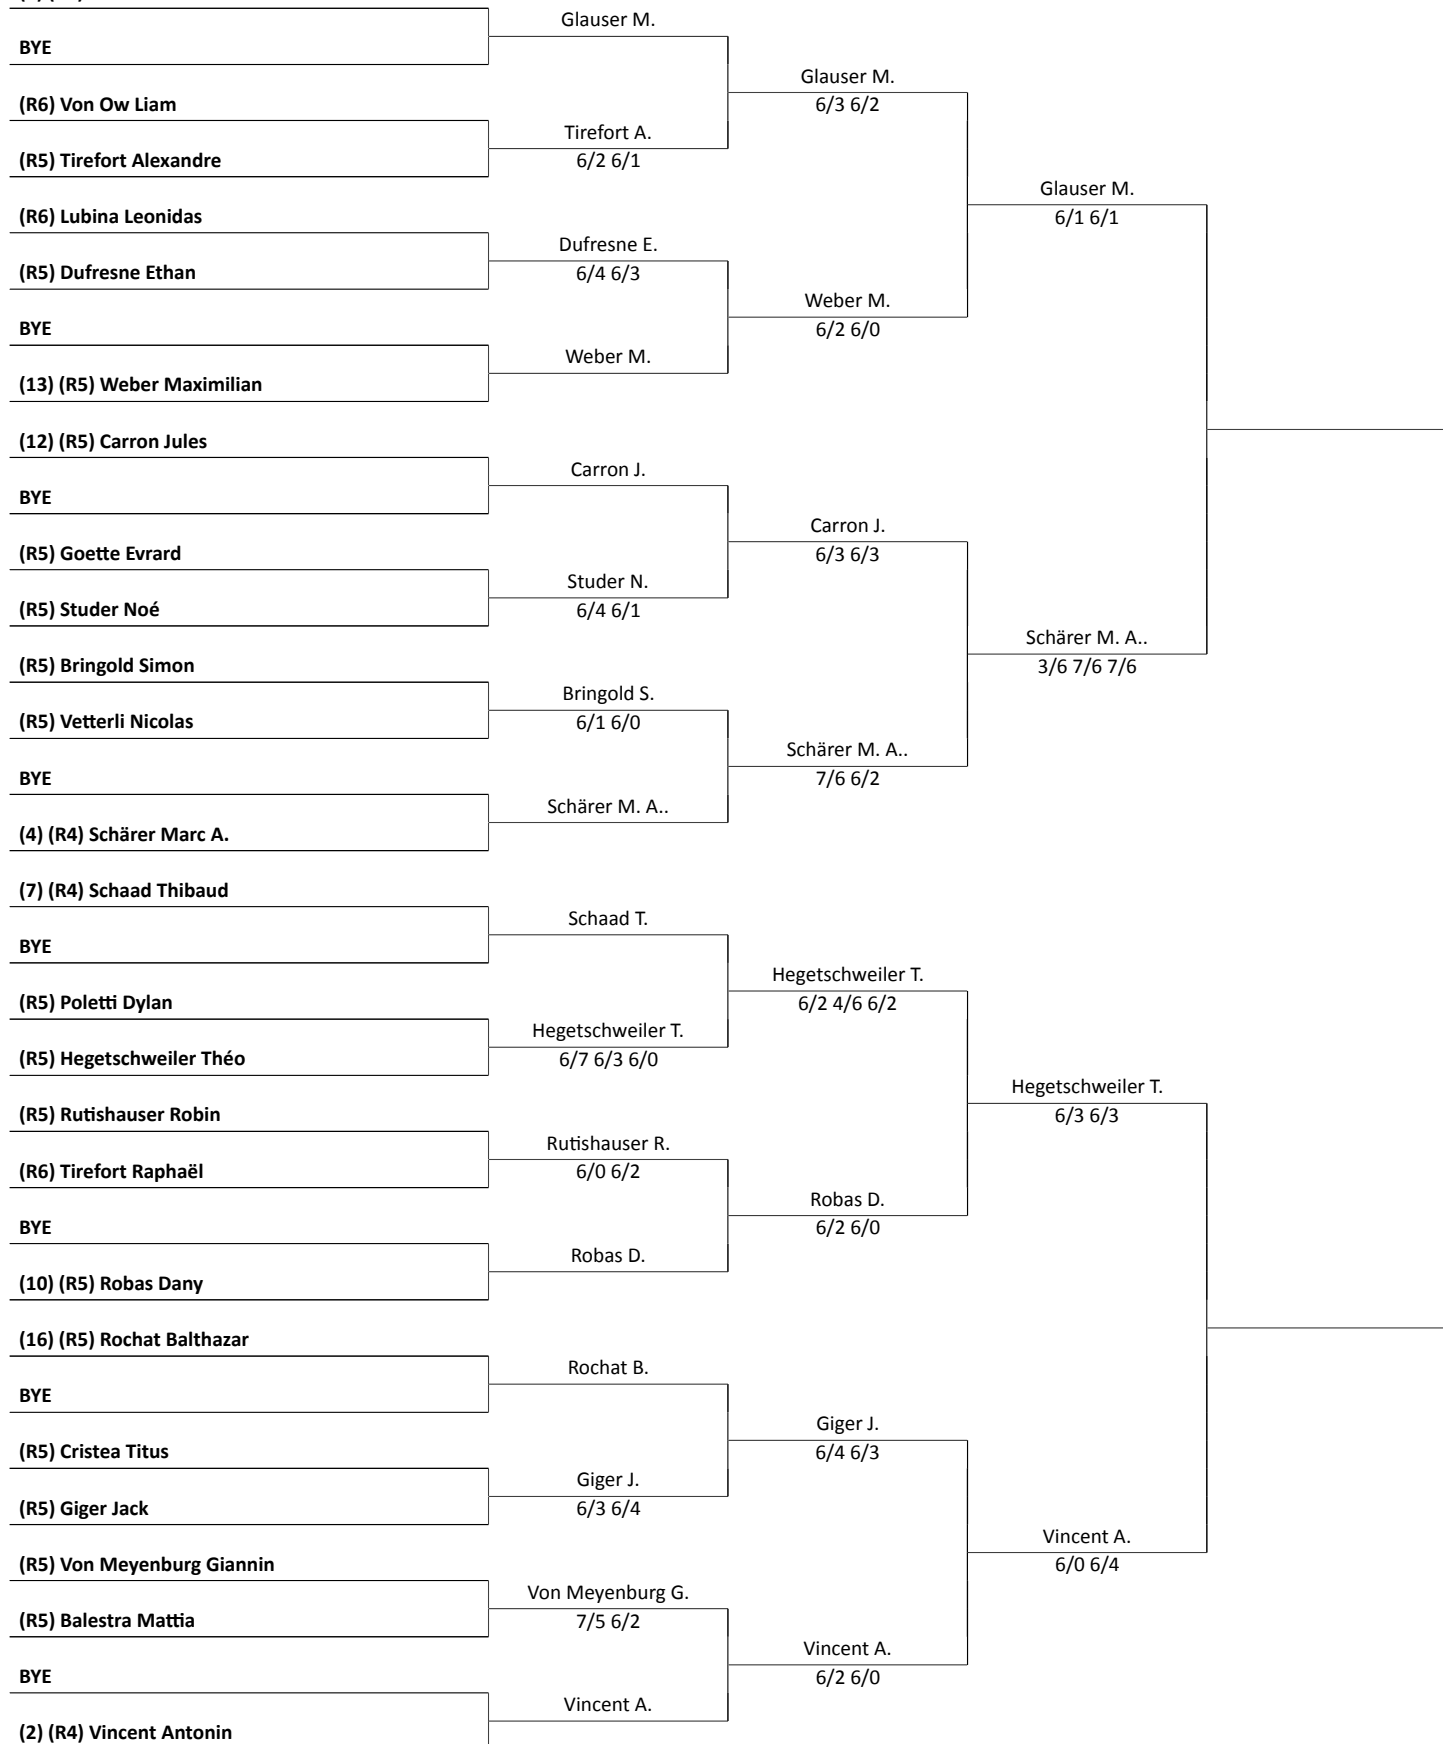 BYE
(R6) Von Ow Liam
(R5) Tirefort Alexandre
(R6) Lubina Leonidas
(R5) Dufresne Ethan
BYE
(13) (R5) Weber Maximilian
(12) (R5) Carron Jules
BYE
(R5) Goette Evrard
(R5) Studer Noé
(R5) Bringold Simon
(R5) Vetterli Nicolas
BYE
(4) (R4) Schärer Marc A.
(7) (R4) Schaad Thibaud
BYE
(R5) Poletti Dylan
(R5) Hegetschweiler Théo
(R5) Rutishauser Robin
(R6) Tirefort Raphaël
BYE
(10) (R5) Robas Dany
(16) (R5) Rochat Balthazar
BYE
(R5) Cristea Titus
(R5) Giger Jack
(R5) Von Meyenburg Giannin
(R5) Balestra Mattia
BYE
(2) (R4) Vincent Antonin
Glauser M.
Tirefort A.
6/2 6/1
Dufresne E.
6/4 6/3
Weber M.
Carron J.
Studer N.
6/4 6/1
Bringold S.
6/1 6/0
Schärer M. A..
Schaad T.
Hegetschweiler T.
6/7 6/3 6/0
Rutishauser R.
6/0 6/2
Robas D.
Rochat B.
Giger J.
6/3 6/4
Von Meyenburg G.
7/5 6/2
Vincent A.
Glauser M.
6/3 6/2
Weber M.
6/2 6/0
Carron J.
6/3 6/3
Schärer M. A..
7/6 6/2
Hegetschweiler T.
6/2 4/6 6/2
Robas D.
6/2 6/0
Giger J.
6/4 6/3
Vincent A.
6/2 6/0
Glauser M.
6/1 6/1
Schärer M. A..
3/6 7/6 7/6
Hegetschweiler T.
6/3 6/3
Vincent A.
6/0 6/4